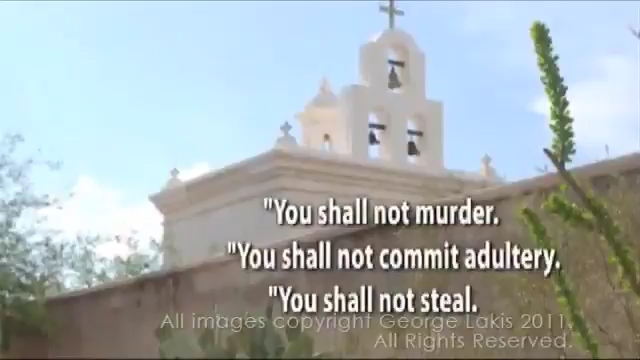 "You shall not murder.
"You shall not commit adultery.
"You shall not steal.
All images copyright George Lakis 2011.
All Rights Reserved.